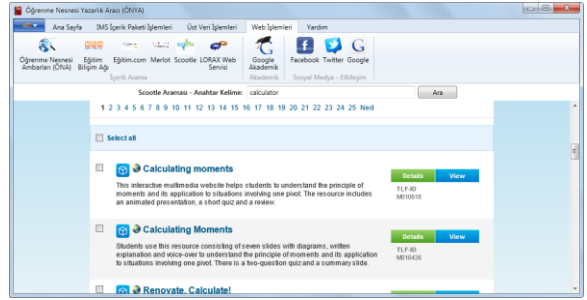 Öğrenme Nesnesi Yazarlık Aracı (ÖNYA)
Ana Sayfa IMS İçerik Paketi İşlemleri Üst Veri İşlemleri Web İşlemleri Yardım
Öğrenme Nesnesi Ambarları (ÖNA) Eğitim Bilişim Ağı Eğitim.com Merlot Scootle LORAX Web Servisi Google Akademik Facebook Twitter Google
İçerik Arama Akademik Sosyal Medya - Etkileşim
Scootle Araması - Anahtar Kelime: calculator Ara
1 2 3 4 5 6 7 8 9 10 11 12 13 14 15 16 17 18 19 20 21 22 23 24 25 Next
Select all
Calculating moments
Details View
This interactive multimedia website helps students to understand the principle of
moments and its application to situations involving one pivot. The resource includes
an animated presentation, a short quiz and a review.
TLF-ID
M010818
Calculating Moments
Details View
Students use this resource consisting of seven slides with diagrams, written
explanation and voice-over to understand the principle of moments and its application
to situations involving one pivot. There is a two-question quiz and a summary slide.
TLF-ID
M016426
Renovate, Calculate!